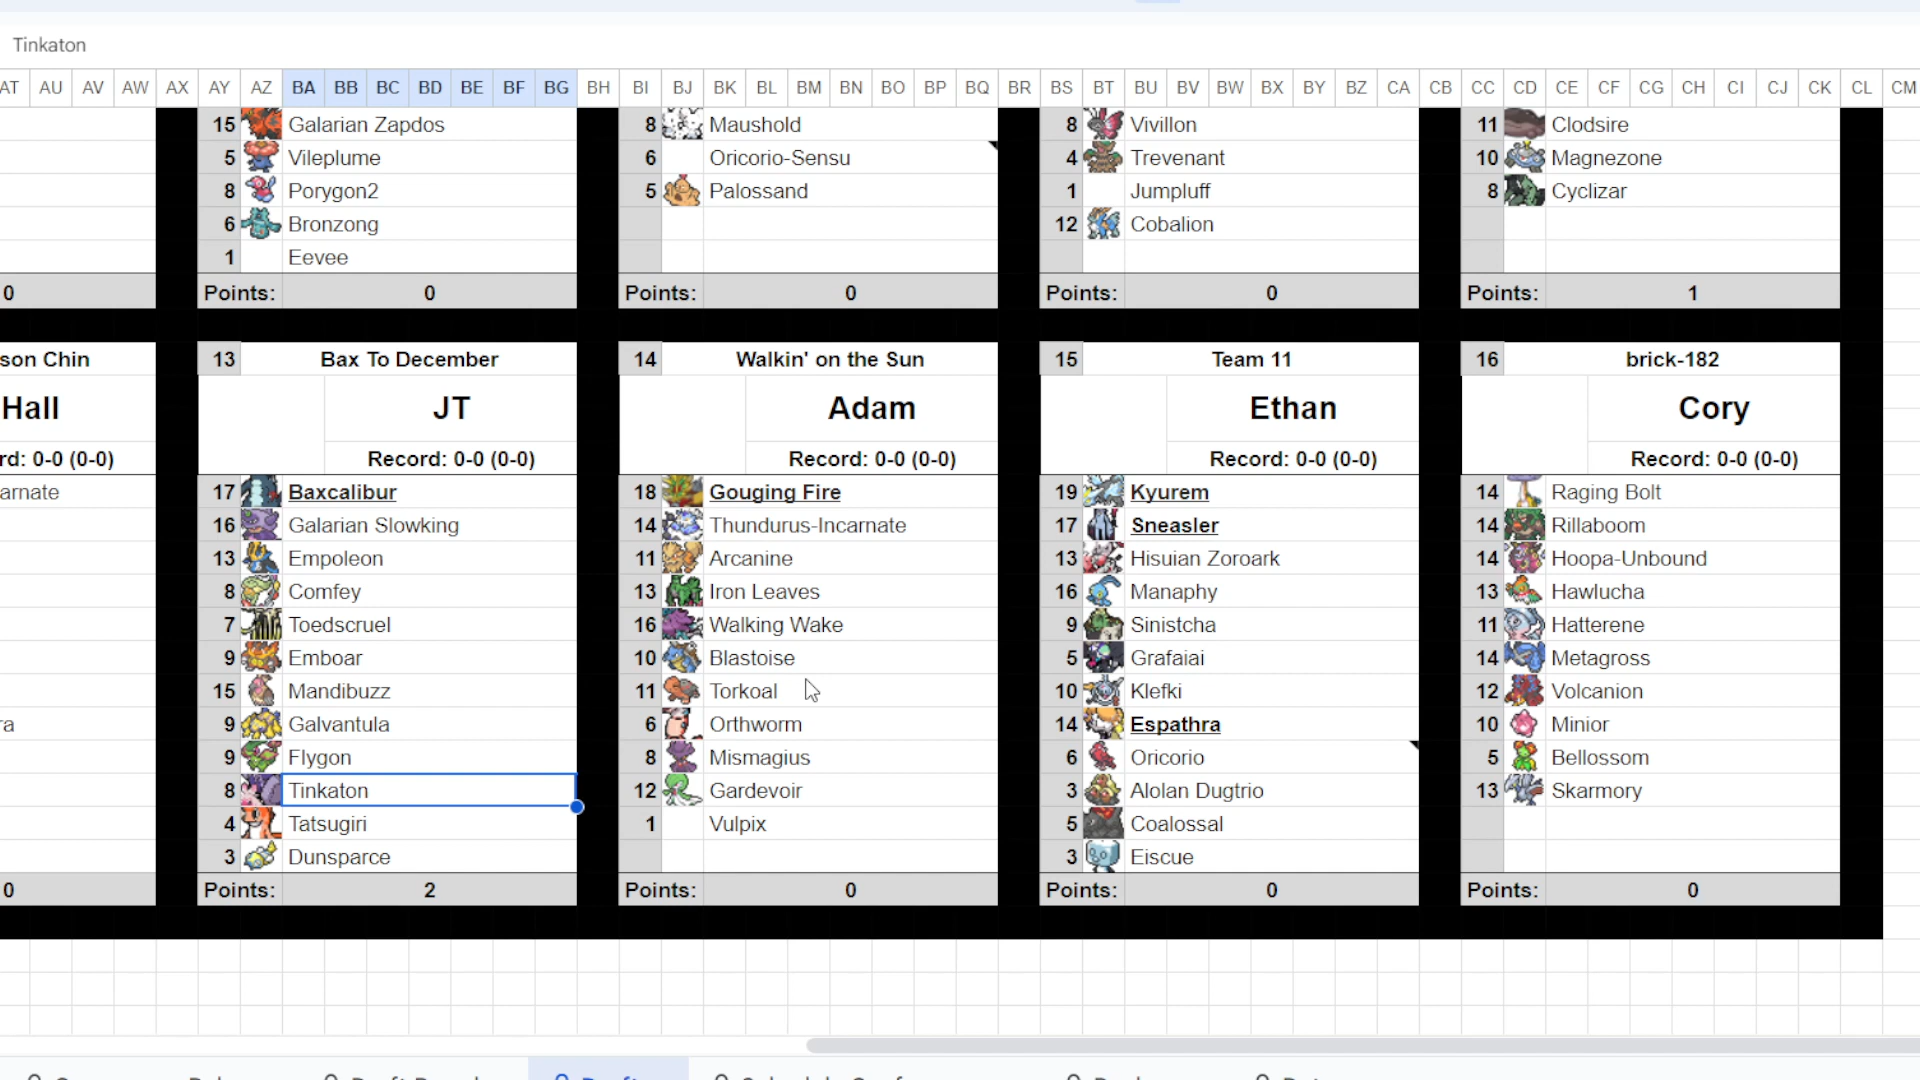 Tinkaton
AT AU AV AW AX AY AZ BA BB BC BD BE BF BG BH BI BJ BK BL BM BN BO BP BQ BR BS BT BU BV BW BX BY BZ CA CB CC CD CE CF CG CH CI CJ CK CL CM
15 Galarian Zapdos 8 Maushold 8 Vivillon 11 Clodsire
5 Vileplume 6 Oricorio-Sensu 4 Trevenant 10 Magnezone
8 Porygon2 5 Palossand 1 Jumpluff 8 Cyclizar
6 Bronzong 12 Cobalion
1 Eevee
0 Points: 0 Points: 0 Points: 0 Points: 1
son Chin 13 Bax To December 14 Walkin' on the Sun 15 Team 11 16 brick-182
Hall JT Adam Ethan Cory
rd: 0-0 (0-0) Record: 0-0 (0-0) Record: 0-0 (0-0) Record: 0-0 (0-0) Record: 0-0 (0-0)
arnate 17 Baxcalibur 18 Gouging Fire 19 Kyurem 14 Raging Bolt
16 Galarian Slowking 14 Thundurus-Incarnate 17 Sneasler 14 Rillaboom
13 Empoleon 11 Arcanine 13 Hisuian Zoroark 14 Hoopa-Unbound
8 Comfey 13 Iron Leaves 16 Manaphy 13 Hawlucha
7 Toedscruel 16 Walking Wake 9 Sinistcha 11 Hatterene
9 Emboar 10 Blastoise 5 Grafaiai 14 Metagross
15 Mandibuzz 11 Torkoal 10 Klefki 12 Volcanion
ra 9 Galvantula 6 Orthworm 14 Espathra 10 Minior
9 Flygon 8 Mismagius 6 Oricorio 5 Bellossom
8 Tinkaton 12 Gardevoir 3 Alolan Dugtrio 13 Skarmory
4 Tatsugiri 1 Vulpix 5 Coalossal
3 Dunsparce 3 Eiscue
0 Points: 2 Points: 0 Points: 0 Points: 0